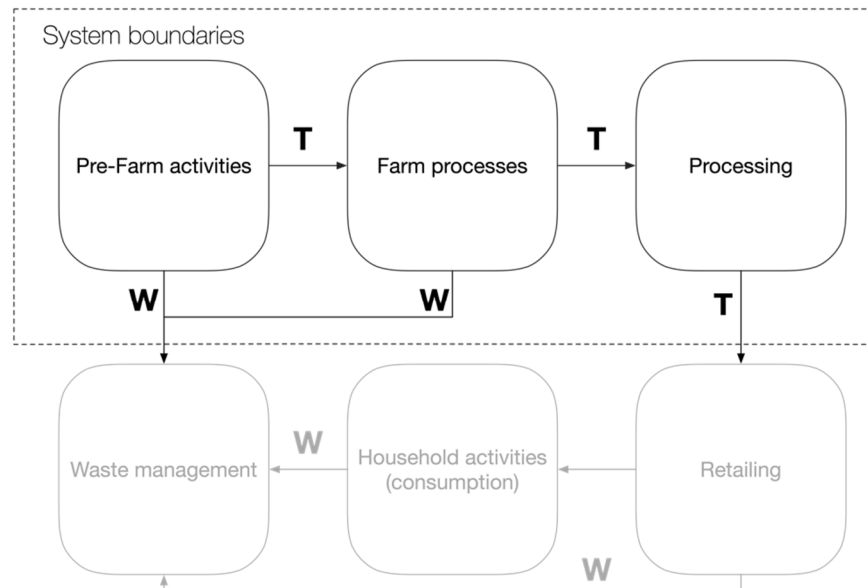 System boundaries
T
T
Pre-Farm activities
Farm processes
Processing
W
W
T
W
Waste management
Household activities
(consumption)
Retailing
W